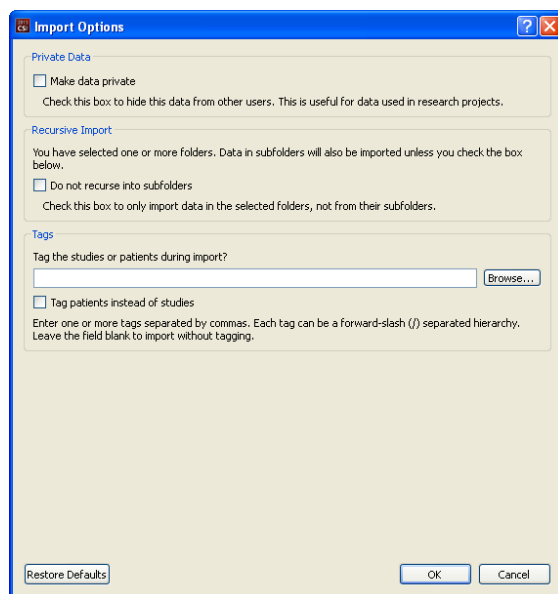 Import Options
Private Data
Make data private
Check this box to hide this data from other users. This is useful for data used in research projects.
Recursive Import
You have selected one or more folders. Data in subfolders will also be imported unless you check the box
below.
Do not recurse into subfolders
Check this box to only import data in the selected folders, not from their subfolders.
Tags
Tag the studies or patients during import?
Browse...
Tag patients instead of studies
Enter one or more tags separated by commas. Each tag can be a forward-slash (/) separated hierarchy.
Leave the field blank to import without tagging.
Restore Defaults
OK
Cancel